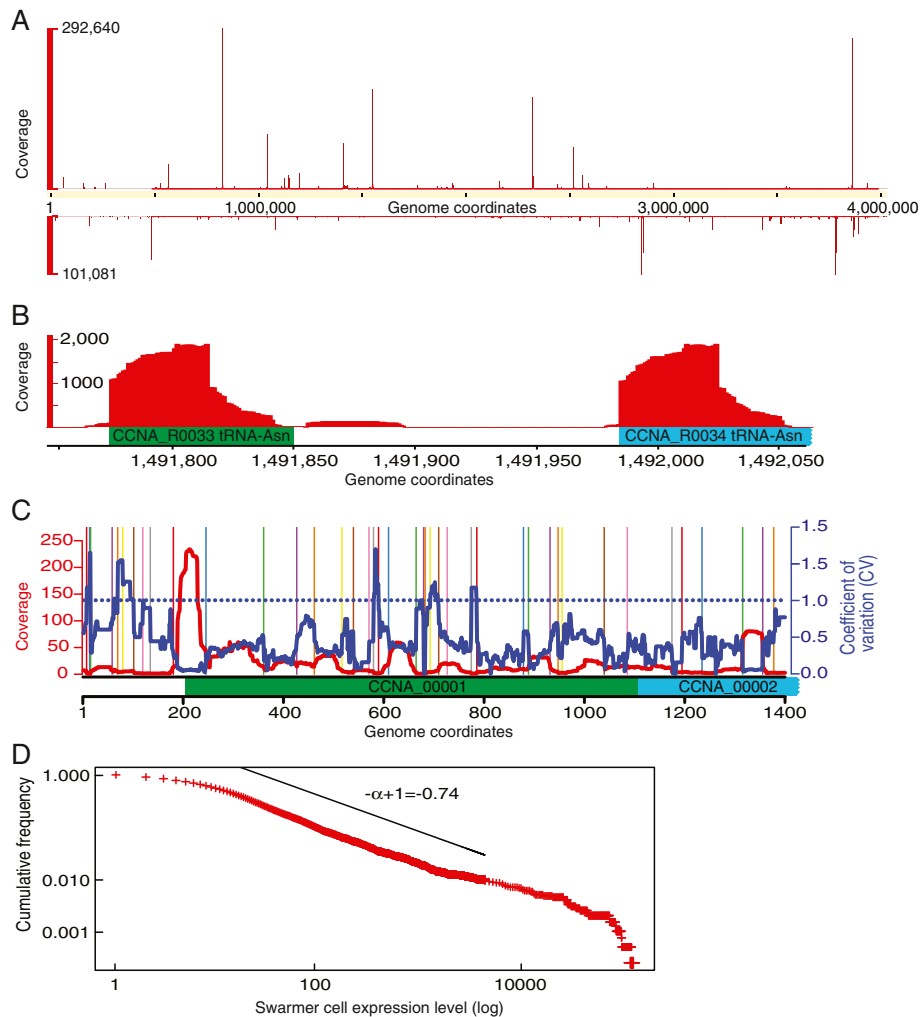 A
292,640
Coverage
1
1,000,000
Genome coordinates
3,000,000
4,000,000
101,081
B
2,000
1000
Coverage
CCNA_R0033 tRNA-Asn
CCNA_R0034 tRNA-Asn
1,491,800
1,491,850
1,491,900
1,491,950
1,492,000
1,492,050
Genome coordinates
C
250
200
150
100
50
0
Coverage
1.5
1.5
1.0
0.5
0.0
Coefficient of
variation (CV)
CCNA_00001
CCNA_00002
1
200
400
600
800
1000
1200
1400
Genome coordinates
D
1.000
0.010
0.001
Cumulative frequency
-α+1=-0.74
1
100
10000
Swarmer cell expression level (log)